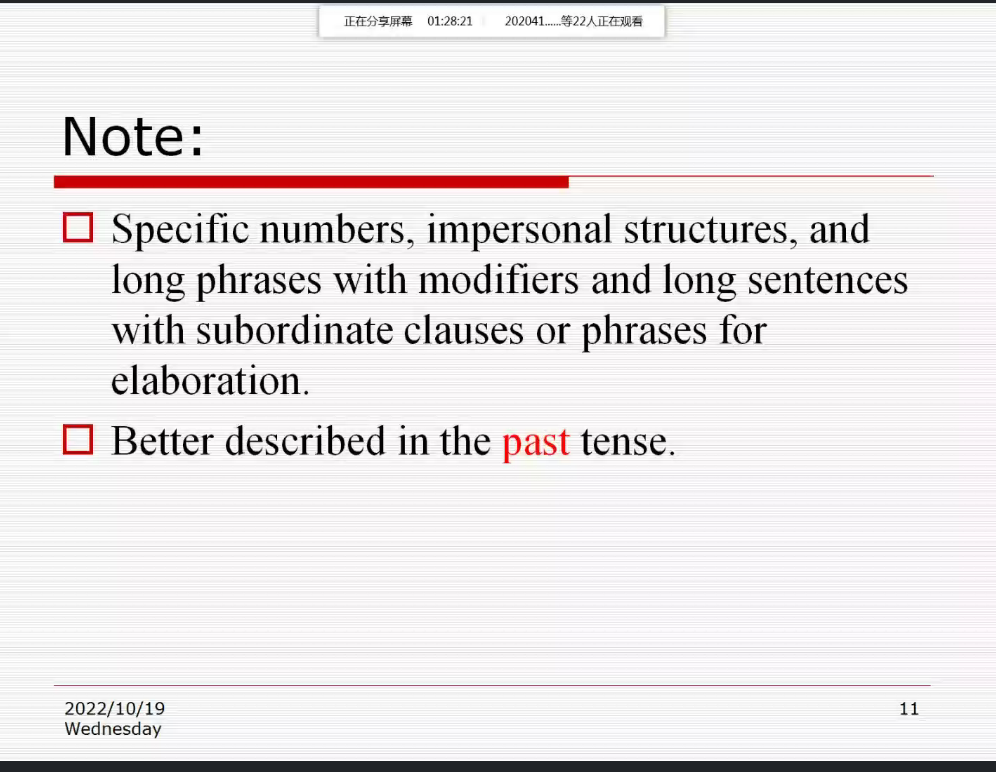 正在分享屏幕 01:28:21 202041......等22人正在观看
Note:
Specific numbers, impersonal structures, and
long phrases with modifiers and long sentences
with subordinate clauses or phrases for
elaboration.
Better described in the past tense.
2022/10/19
Wednesday
11